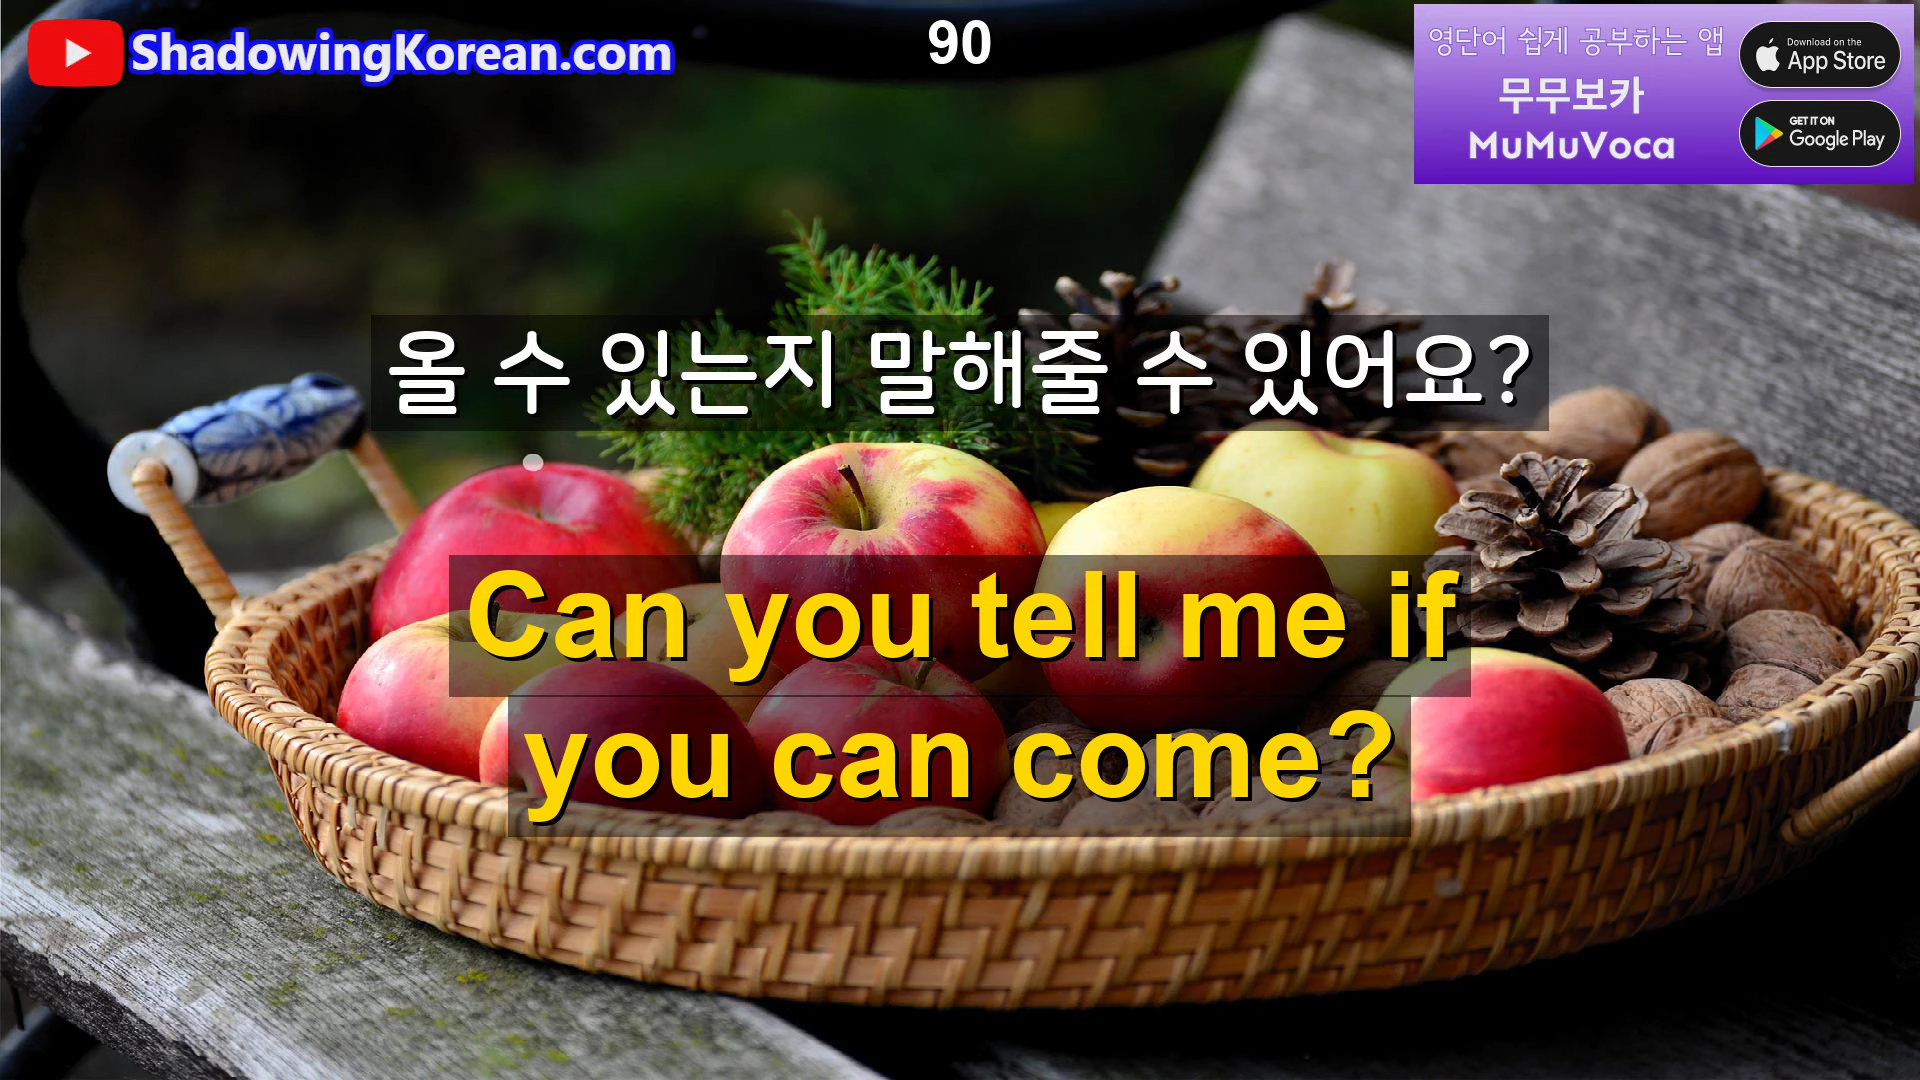 ShadowingKorean.com
90
영단어 쉽게 공부하는 앱
무무보카
MuMuVoca
Download on the
App Store
GET IT ON
Google Play
올 수 있는지 말해줄 수 있어요?
Can you tell me if
you can come?